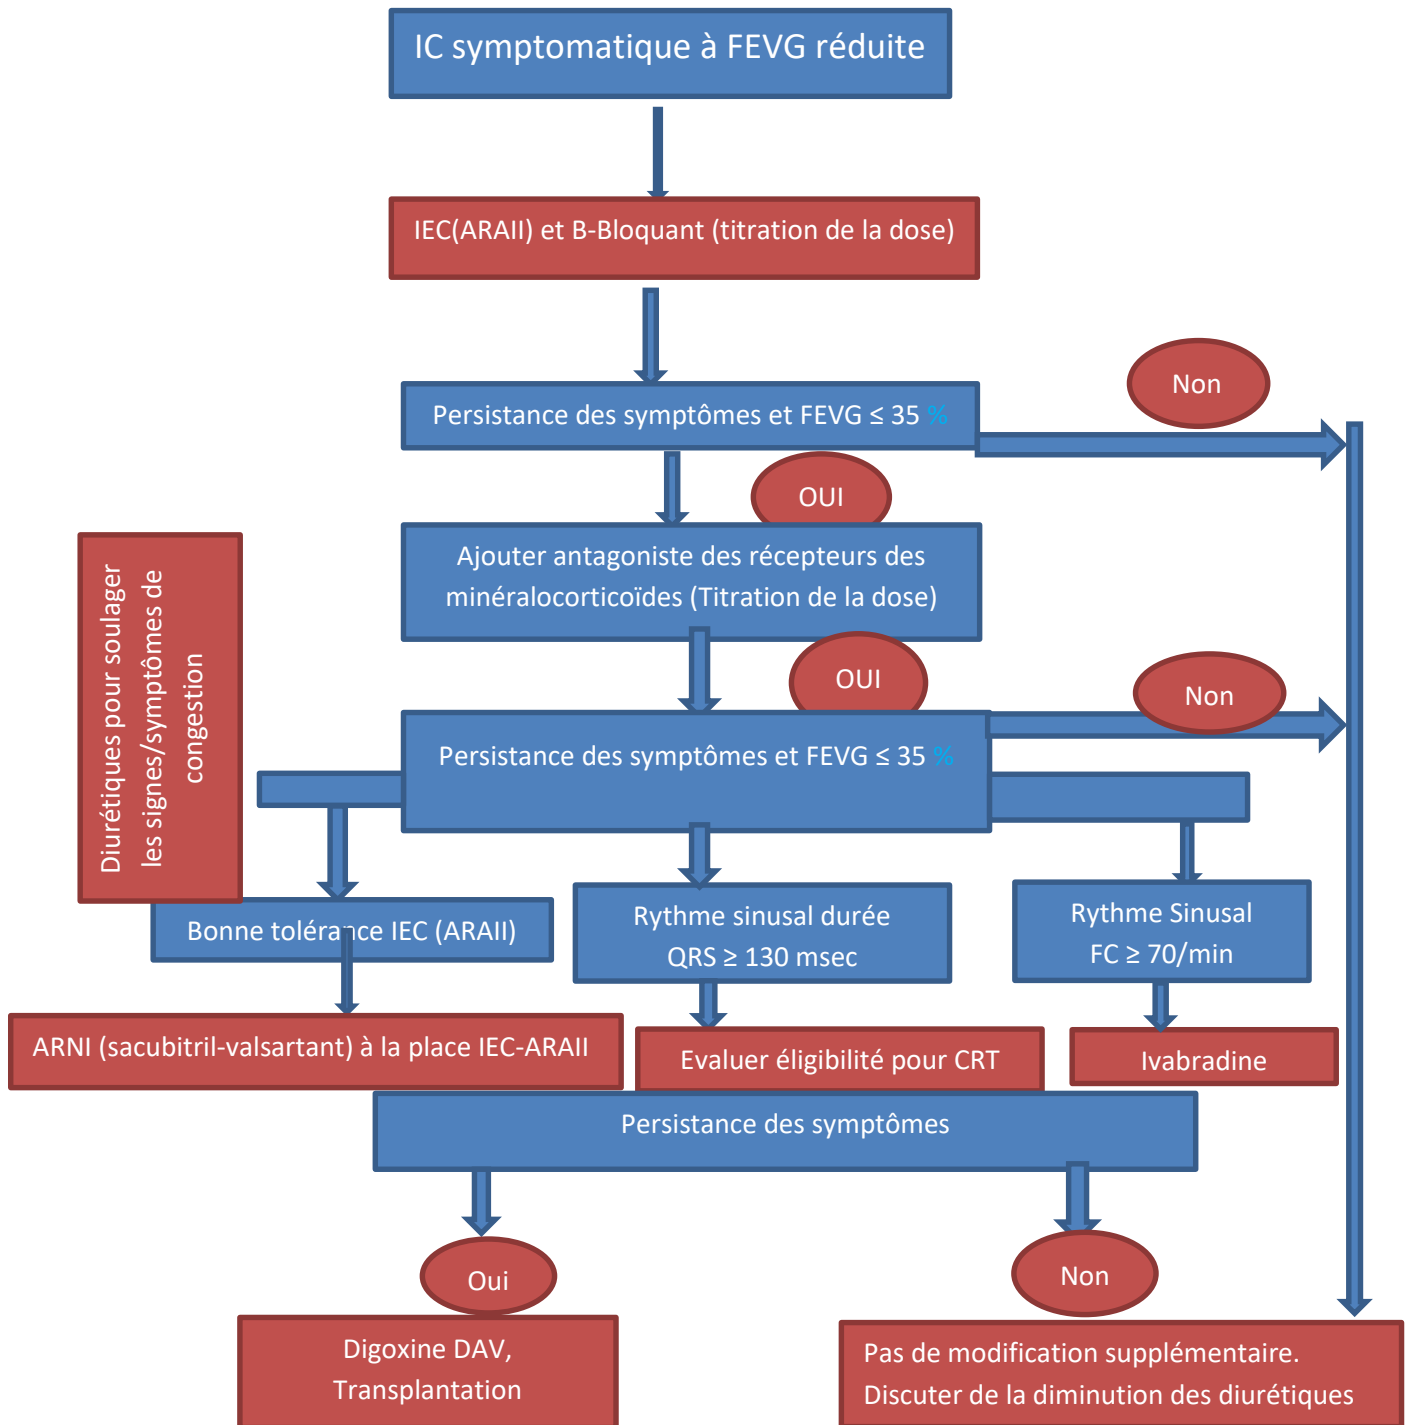 IC symptomatique à FEVG réduite
IEC(ARAII) et B-Bloquant (titration de la dose)
Persistance des symptômes et FEVG ≤ 35 %
Non
OUI
Ajouter antagoniste des récepteurs des
minéralocorticoïdes (Titration de la dose)
Diurétiques pour soulager
les signes/symptômes de
congestion
OUI
Non
Persistance des symptômes et FEVG ≤ 35 %
Bonne tolérance IEC (ARAII)
Rythme sinusal durée
QRS ≥ 130 msec
Rythme Sinusal
FC ≥ 70/min
ARNI (sacubitril-valsartant) à la place IEC-ARAII
Evaluer éligibilité pour CRT
Ivabradine
Persistance des symptômes
Oui
Non
Digoxine DAV,
Transplantation
Pas de modification supplémentaire.
Discuter de la diminution des diurétiques